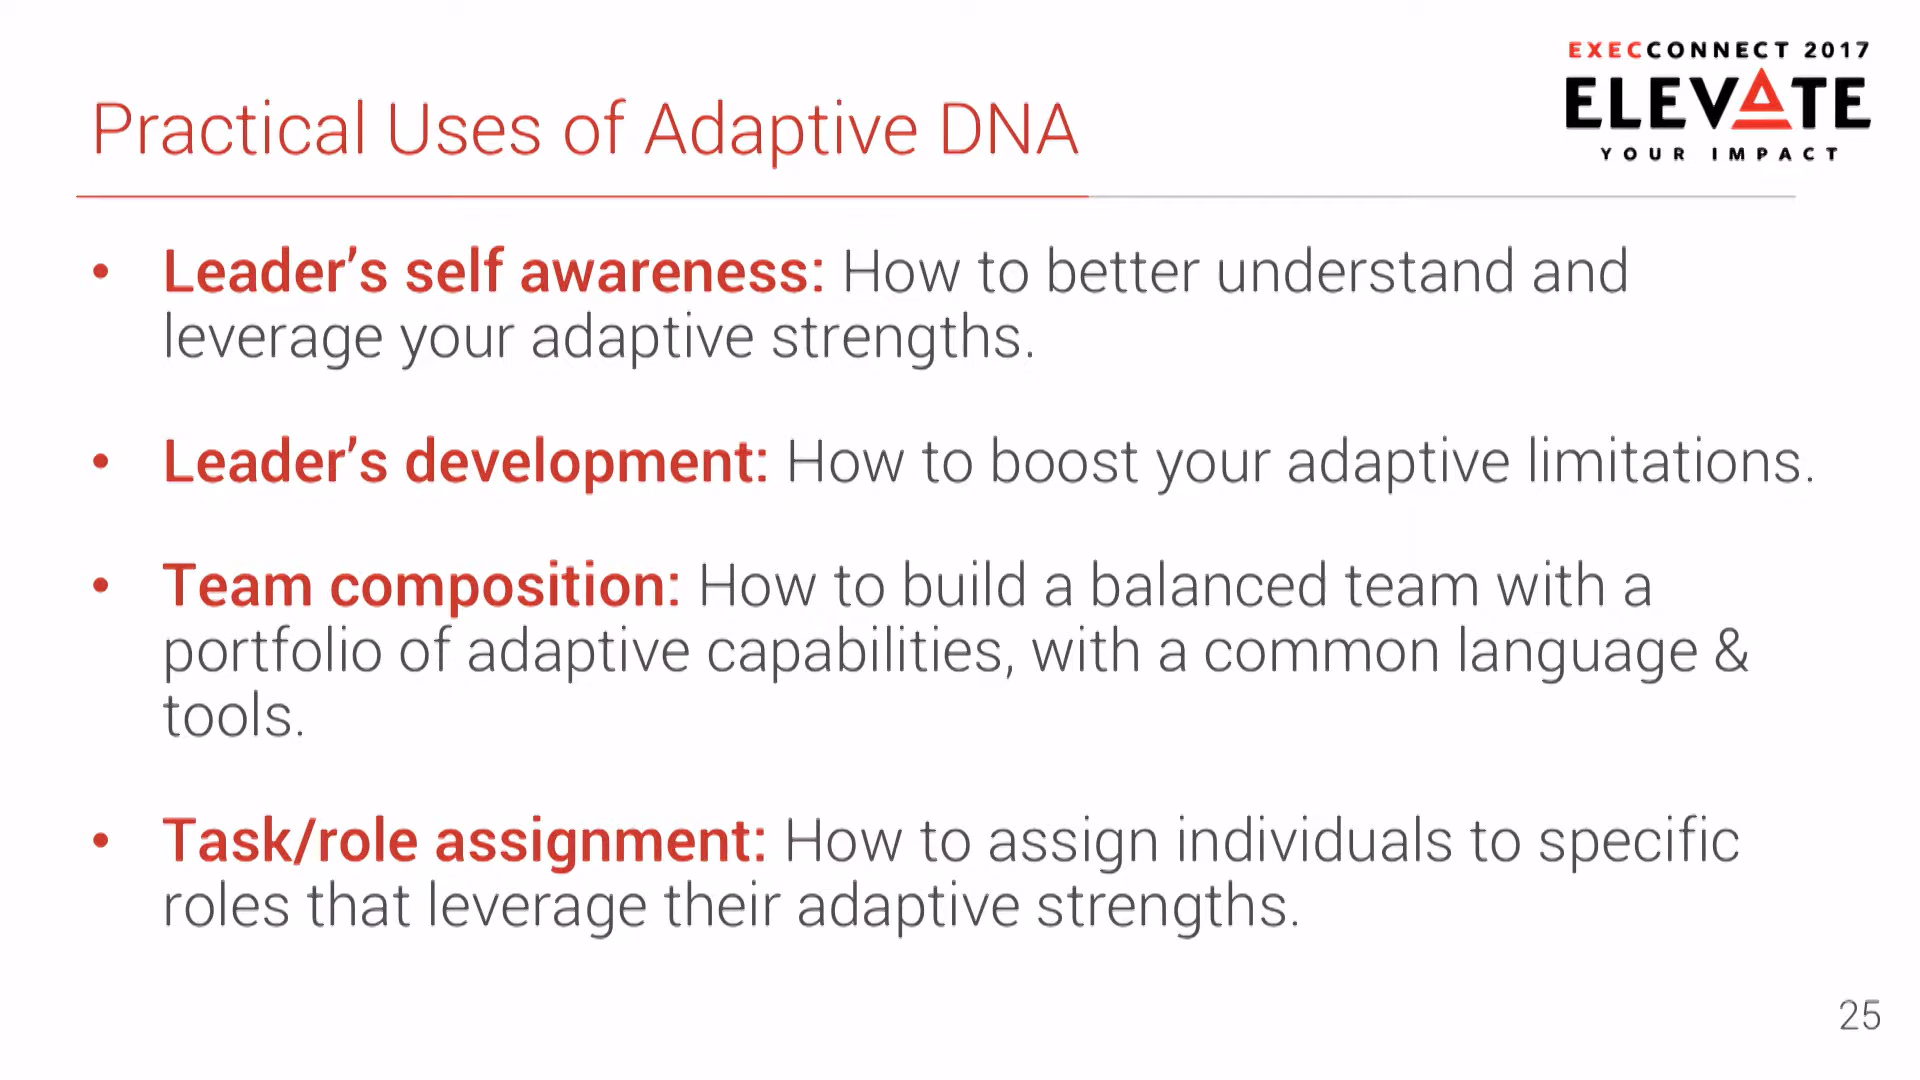 EXECCONNECT 2017
ELEVATE
YOUR IMPACT
Practical Uses of Adaptive DNA
• Leader’s self awareness: How to better understand and
leverage your adaptive strengths.
• Leader’s development: How to boost your adaptive limitations.
• Team composition: How to build a balanced team with a
portfolio of adaptive capabilities, with a common language &
tools.
• Task/role assignment: How to assign individuals to specific
roles that leverage their adaptive strengths.
25